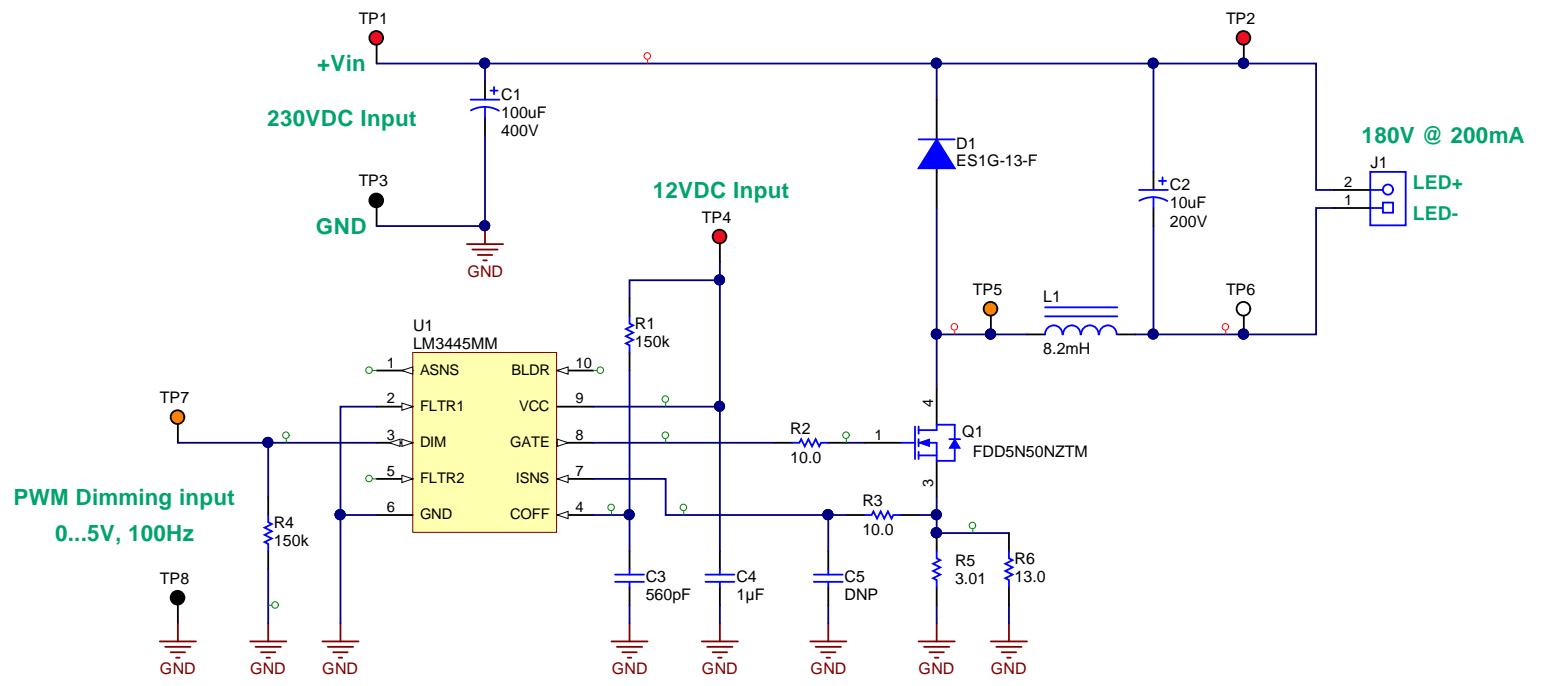 TP1
TP2
+Vin
C1
100uF
400V
230VDC Input
TP3
GND
GND
12VDC Input
TP4
D1
ES1G-13-F
C2
10uF
200V
180V @ 200mA
J1
2
1
LED+
LED-
TP5
L1
8.2mH
TP6
R1
150k
U1
LM3445MM
1
ASNS
BLDR
10
2
FLTR1
VCC
9
3
DIM
GATE
8
5
FLTR2
ISNS
7
6
GND
COFF
4
TP7
R4
150k
PWM Dimming input
0...5V, 100Hz
TP8
R2
10.0
1
4
3
Q1
FDD5N50NZTM
R3
10.0
C3
560pF
C4
1µF
C5
DNP
R5
3.01
R6
13.0
GND
GND
GND
GND
GND
GND
GND
GND